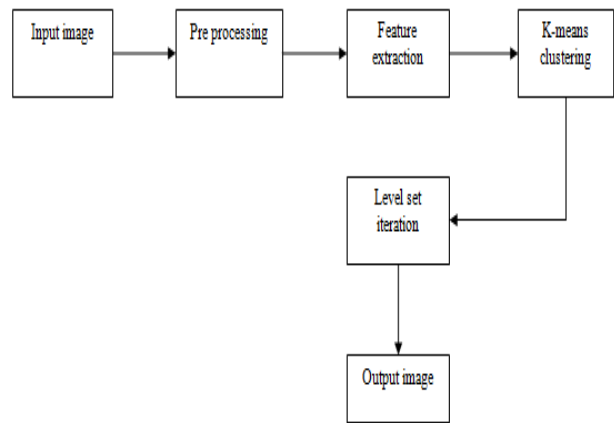 Input image
Pre processing
Feature
extraction
K-means
clustering
Level set
iteration
Output image